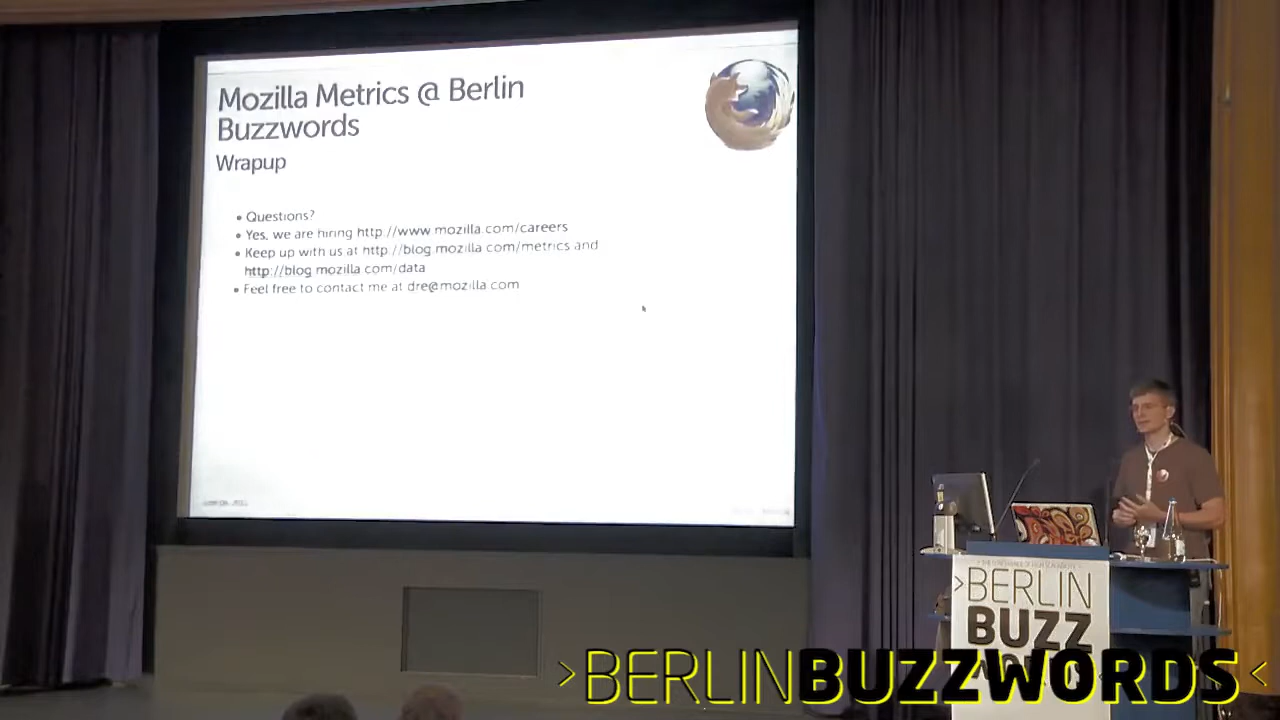 Mozilla Metrics @ Berlin
Buzzwords
Wrapup
• Questions?
• Yes, we are hiring http://www.mozilla.com/careers
• Keep up with us at http://blog.mozilla.com/metrics and
http://blog.mozilla.com/data
• Feel free to contact me at dre@mozilla.com
>BERLIN
BUZZ
>BERLINBUZZWORDS<